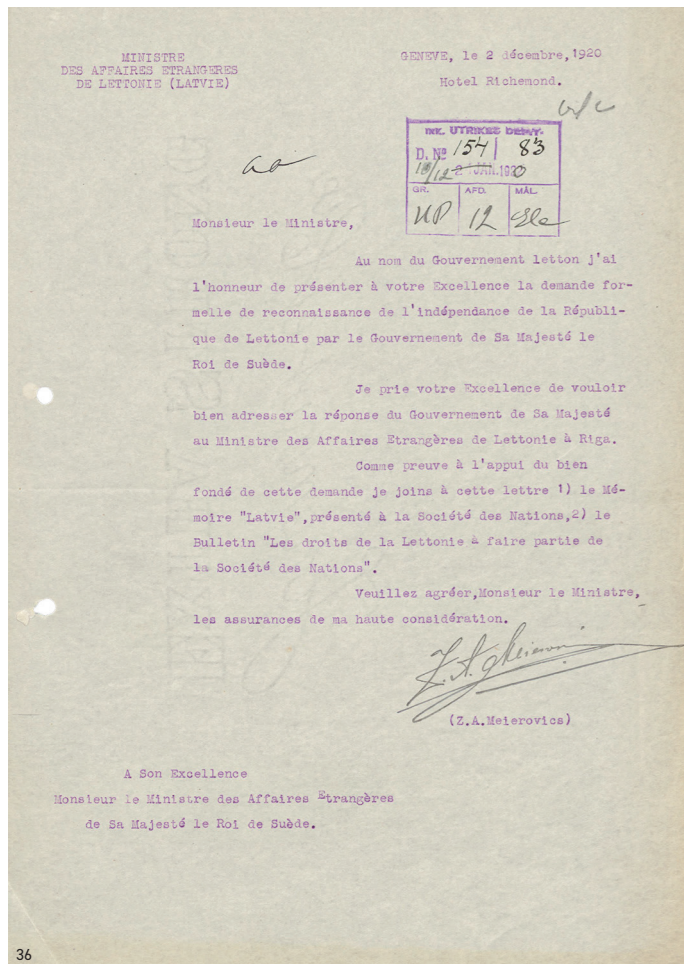 MINISTRE
DES AFFAIRES ETRANGERES
DE LETTONIE (LATVIE)
GENEVE, le 2 décembre,1920
Hotel Richemond.
INK. UTRIKES DEP:T.
D. Nº 154 | 83
2 JAN. 192
GR. AFD. MÅL.
UP 12
Monsieur le Ministre,
Au nom du Gouvernement letton j'ai
l'honneur de présenter à votre Excellence la demande for-
melle de reconnaissance de l'indépendance de la Républi-
que de Lettonie par le Gouvernement de Sa Majesté le
Roi de Suède.
Je prie votre Excellence de vouloir
bien adresser la réponse du Gouvernement de Sa Majesté
au Ministre des Affaires Etrangères de Lettonie à Riga.
Comme preuve à l'appui du bien
fondé de cette demande je joins à cette lettre 1) le Mé-
moire "Latvie",présenté à la Société des Nations,2) le
Bulletin "Les droits de la Lettonie à faire partie de
la Société des Nations".
Veuillez agréer,Monsieur le Ministre,
les assurances de ma haute considération.
Z. A. Meierovics
(Z.A.Meierovics)
A Son Excellence
Monsieur le Ministre des Affaires Etrangères
de Sa Majesté le Roi de Suède.
36